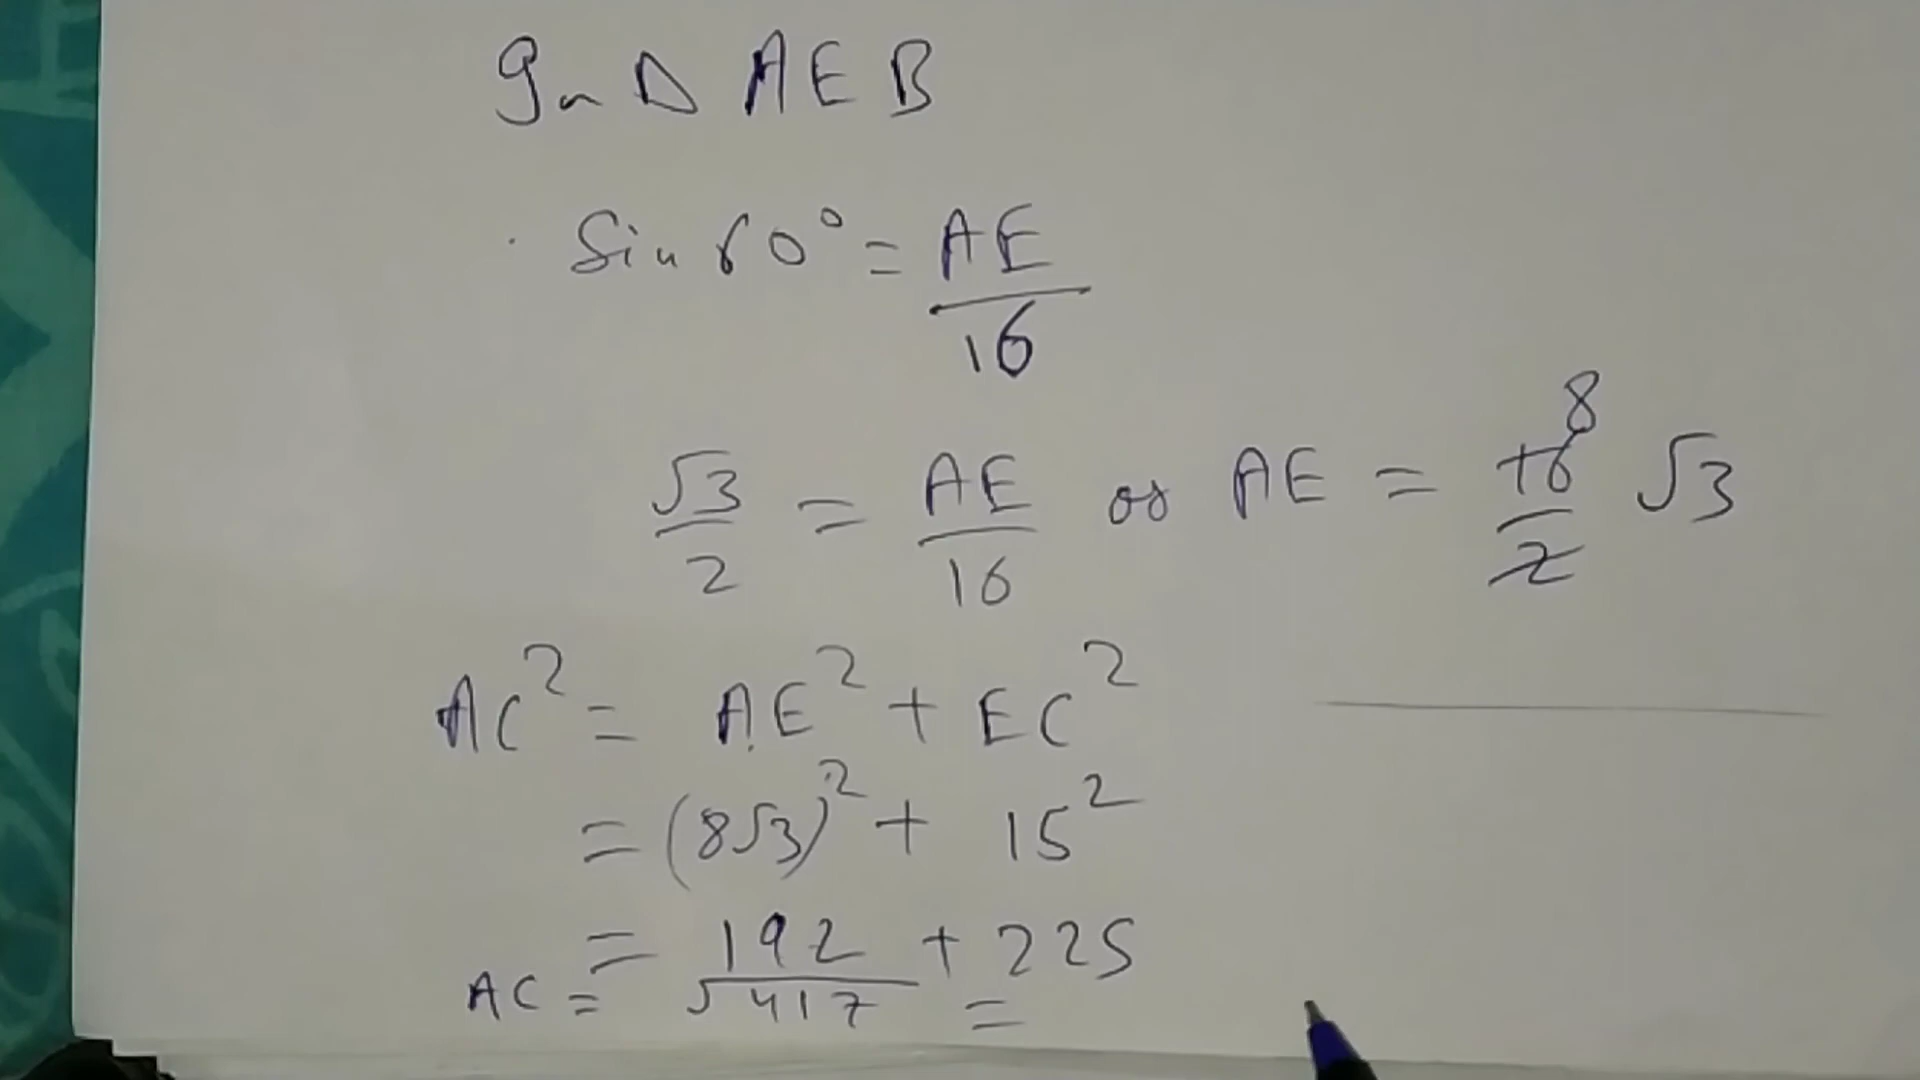 In Δ AEB
Sin 60° = AE/16
√3/2 = AE/16 or AE = 16/2 √3 8
AC² = AE² + EC²
= (8√3)² + 15²
= 192 + 225
AC = √417 =